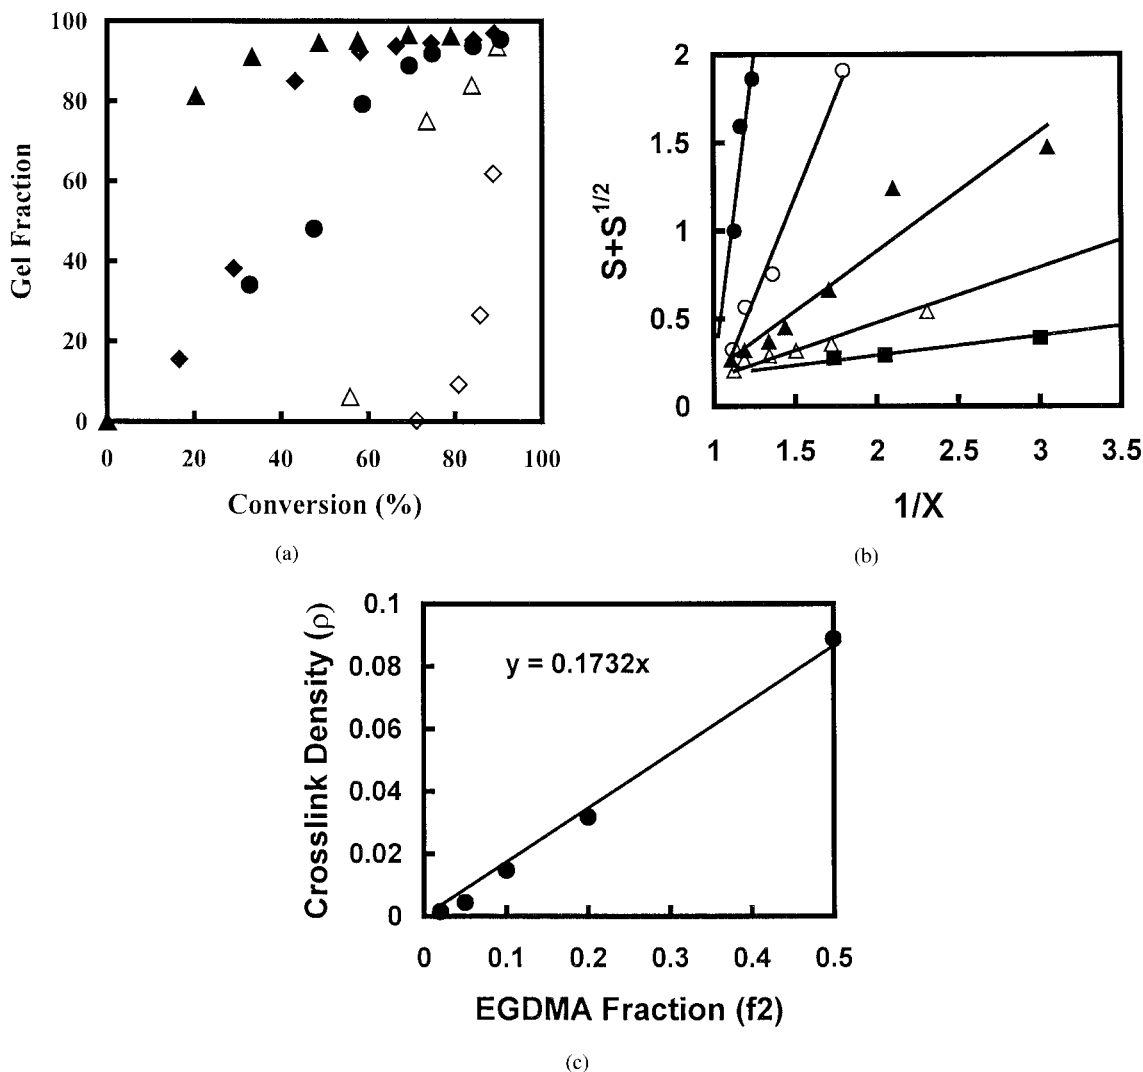 100
80
60
40
20
0
Gel Fraction
0 20 40 60 80 100
Conversion (%)
(a)
2
1.5
1
0.5
0
S+S^1/2
1 1.5 2 2.5 3 3.5
1/X
(b)
0.1
0.08
0.06
0.04
0.02
0
Crosslink Density (ρ)
y = 0.1732x
0 0.1 0.2 0.3 0.4 0.5
EGDMA Fraction (f2)
(c)